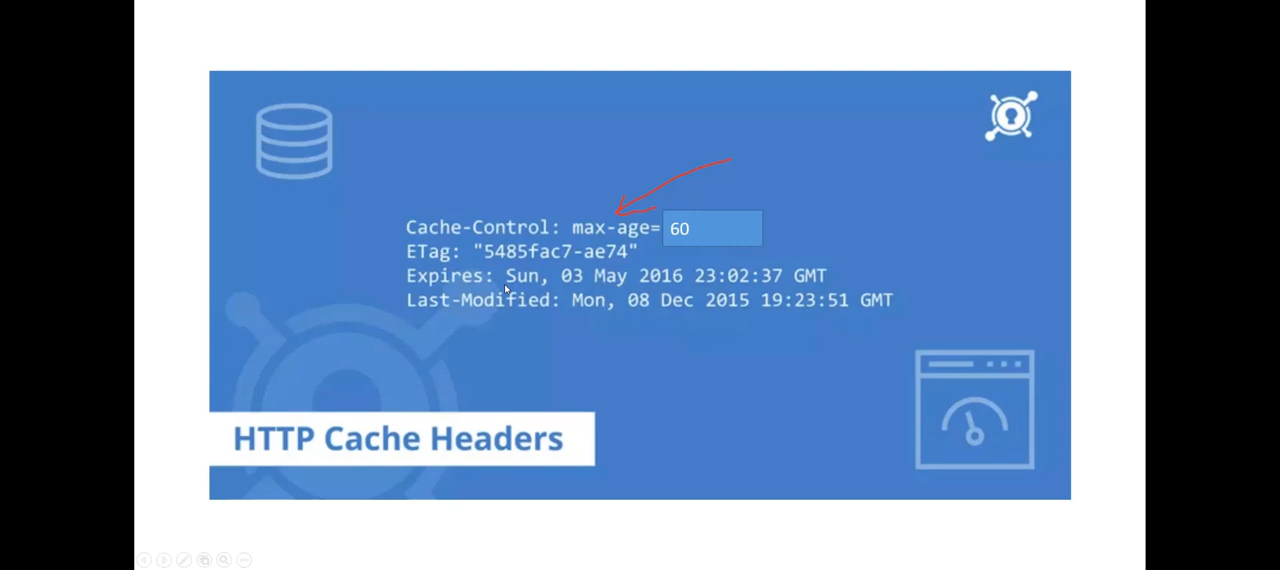 Cache-Control: max-age= 60
ETag: "5485fac7-ae74"
Expires: Sun, 03 May 2016 23:02:37 GMT
Last-Modified: Mon, 08 Dec 2015 19:23:51 GMT
HTTP Cache Headers